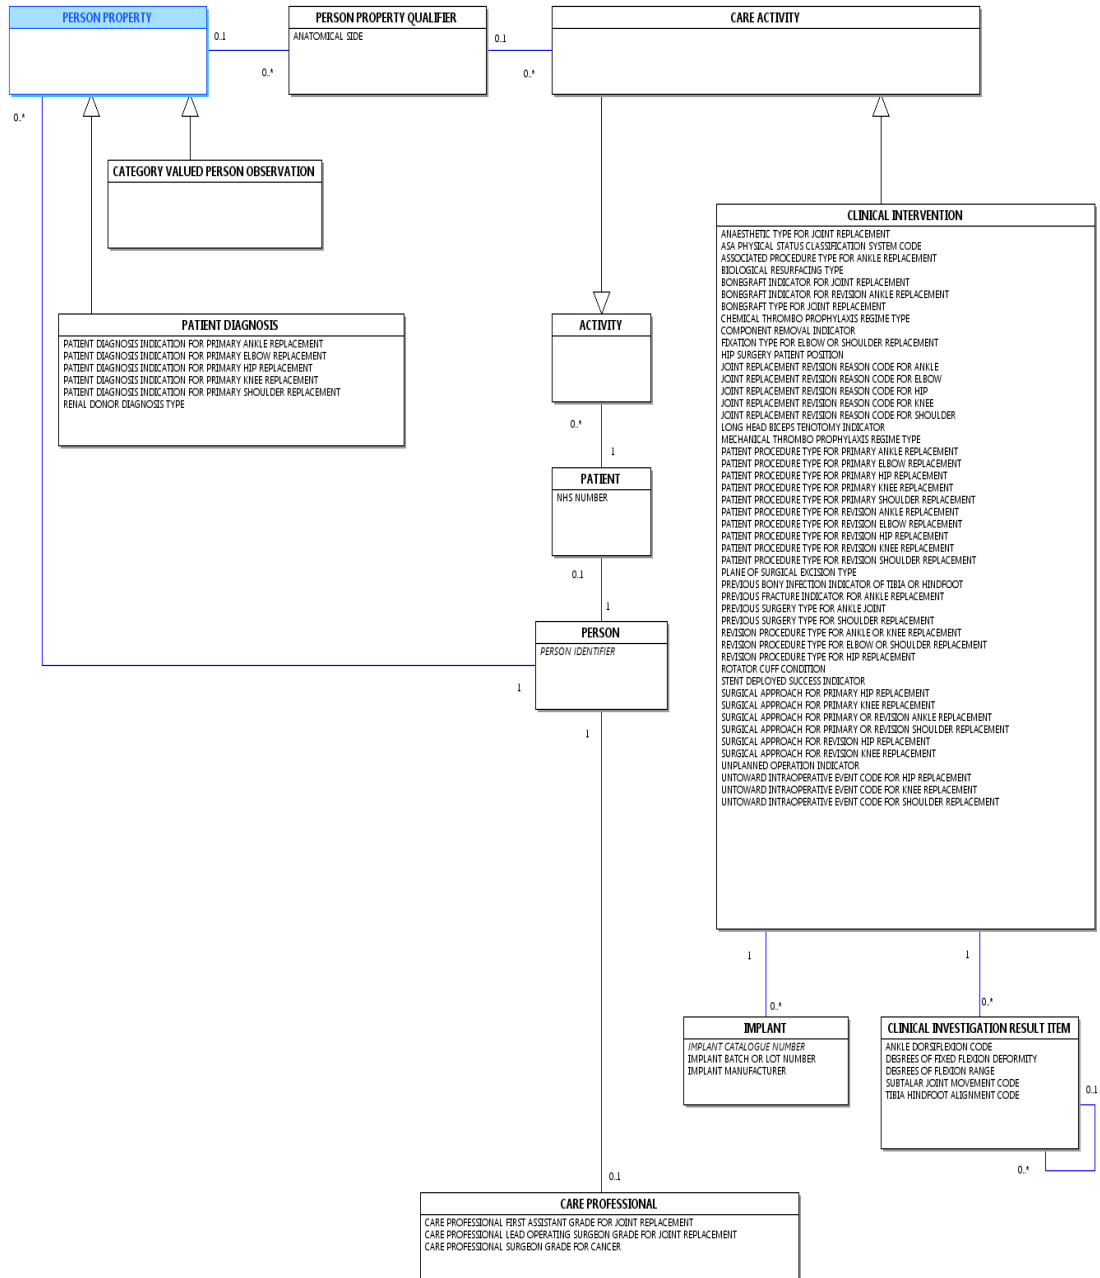 PERSON PROPERTY
0..1
0..*
0..*
PERSON PROPERTY QUALIFIER
ANATOMICAL SIDE
0..1
0..*
CARE ACTIVITY
CATEGORY VALUED PERSON OBSERVATION
PATIENT DIAGNOSIS
PATIENT DIAGNOSIS INDICATION FOR PRIMARY ANKLE REPLACEMENT
PATIENT DIAGNOSIS INDICATION FOR PRIMARY ELBOW REPLACEMENT
PATIENT DIAGNOSIS INDICATION FOR PRIMARY HIP REPLACEMENT
PATIENT DIAGNOSIS INDICATION FOR PRIMARY KNEE REPLACEMENT
PATIENT DIAGNOSIS INDICATION FOR PRIMARY SHOULDER REPLACEMENT
RENAL DONOR DIAGNOSIS TYPE
ACTIVITY
0..*
1
PATIENT
NHS NUMBER
0..1
1
PERSON
PERSON IDENTIFIER
1
1
CLINICAL INTERVENTION
ANAESTHETIC TYPE FOR JOINT REPLACEMENT
ASA PHYSICAL STATUS CLASSIFICATION SYSTEM CODE
ASSOCIATED PROCEDURE TYPE FOR ANKLE REPLACEMENT
BIOLOGICAL RESURFACING TYPE
BONEGRAFT INDICATOR FOR JOINT REPLACEMENT
BONEGRAFT INDICATOR FOR REVISION ANKLE REPLACEMENT
BONEGRAFT TYPE FOR JOINT REPLACEMENT
CHEMICAL THROMBO PROPHYLAXIS REGIME TYPE
COMPONENT REMOVAL INDICATOR
FIXATION TYPE FOR ELBOW OR SHOULDER REPLACEMENT
HIP SURGERY PATIENT POSITION
JOINT REPLACEMENT REVISION REASON CODE FOR ANKLE
JOINT REPLACEMENT REVISION REASON CODE FOR ELBOW
JOINT REPLACEMENT REVISION REASON CODE FOR HIP
JOINT REPLACEMENT REVISION REASON CODE FOR KNEE
JOINT REPLACEMENT REVISION REASON CODE FOR SHOULDER
LONG HEAD BICEPS TENOTOMY INDICATOR
MECHANICAL THROMBO PROPHYLAXIS REGIME TYPE
PATIENT PROCEDURE TYPE FOR PRIMARY ANKLE REPLACEMENT
PATIENT PROCEDURE TYPE FOR PRIMARY ELBOW REPLACEMENT
PATIENT PROCEDURE TYPE FOR PRIMARY HIP REPLACEMENT
PATIENT PROCEDURE TYPE FOR PRIMARY KNEE REPLACEMENT
PATIENT PROCEDURE TYPE FOR PRIMARY SHOULDER REPLACEMENT
PATIENT PROCEDURE TYPE FOR REVISION ANKLE REPLACEMENT
PATIENT PROCEDURE TYPE FOR REVISION ELBOW REPLACEMENT
PATIENT PROCEDURE TYPE FOR REVISION HIP REPLACEMENT
PATIENT PROCEDURE TYPE FOR REVISION KNEE REPLACEMENT
PATIENT PROCEDURE TYPE FOR REVISION SHOULDER REPLACEMENT
PLANE OF SURGICAL EXCISION TYPE
PREVIOUS BONY INFECTION INDICATOR OF TIBIA OR HINDFOOT
PREVIOUS FRACTURE INDICATOR FOR ANKLE REPLACEMENT
PREVIOUS SURGERY TYPE FOR ANKLE JOINT
PREVIOUS SURGERY TYPE FOR SHOULDER REPLACEMENT
REVISION PROCEDURE TYPE FOR ANKLE OR KNEE REPLACEMENT
REVISION PROCEDURE TYPE FOR ELBOW OR SHOULDER REPLACEMENT
REVISION PROCEDURE TYPE FOR HIP REPLACEMENT
ROTATOR CUFF CONDITION
STENT DEPLOYED SUCCESS INDICATOR
SURGICAL APPROACH FOR PRIMARY HIP REPLACEMENT
SURGICAL APPROACH FOR PRIMARY KNEE REPLACEMENT
SURGICAL APPROACH FOR PRIMARY OR REVISION ANKLE REPLACEMENT
SURGICAL APPROACH FOR PRIMARY OR REVISION SHOULDER REPLACEMENT
SURGICAL APPROACH FOR REVISION HIP REPLACEMENT
SURGICAL APPROACH FOR REVISION KNEE REPLACEMENT
UNPLANNED OPERATION INDICATOR
UNTOWARD INTRAOPERATIVE EVENT CODE FOR HIP REPLACEMENT
UNTOWARD INTRAOPERATIVE EVENT CODE FOR KNEE REPLACEMENT
UNTOWARD INTRAOPERATIVE EVENT CODE FOR SHOULDER REPLACEMENT
1
0..*
1
0..*
IMPLANT
IMPLANT CATALOGUE NUMBER
IMPLANT BATCH OR LOT NUMBER
IMPLANT MANUFACTURER
CLINICAL INVESTIGATION RESULT ITEM
ANKLE DORSIFLEXION CODE
DEGREES OF FIXED FLEXION DEFORMITY
DEGREES OF FLEXION RANGE
SUBTALAR JOINT MOVEMENT CODE
TIBIA HINDFOOT ALIGNMENT CODE
0..1
0..*
0..1
CARE PROFESSIONAL
CARE PROFESSIONAL FIRST ASSISTANT GRADE FOR JOINT REPLACEMENT
CARE PROFESSIONAL LEAD OPERATING SURGEON GRADE FOR JOINT REPLACEMENT
CARE PROFESSIONAL SURGEON GRADE FOR CANCER